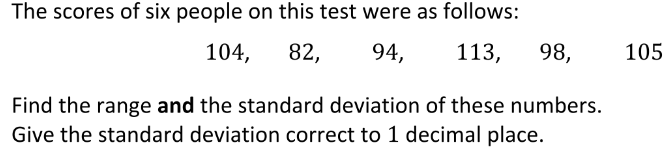 The scores of six people on this test were as follows:
104, 82, 94, 113, 98, 105
Find the range and the standard deviation of these numbers.
Give the standard deviation correct to 1 decimal place.